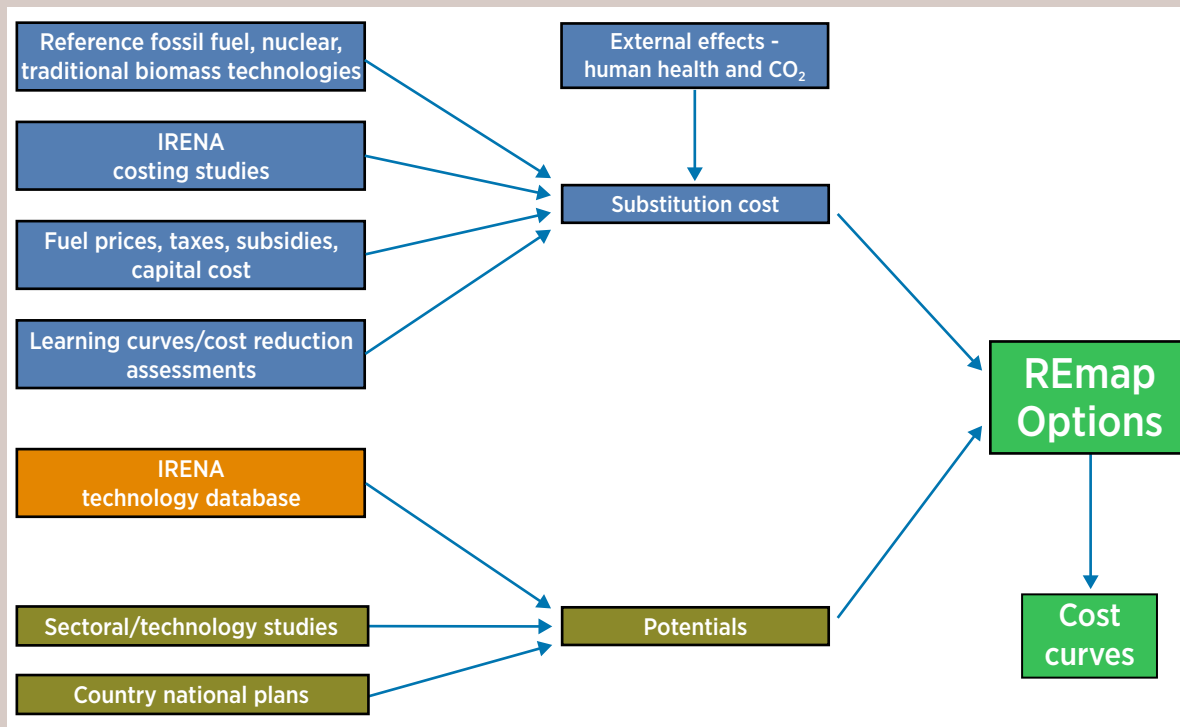 Reference fossil fuel, nuclear,
traditional biomass technologies
External effects -
human health and CO₂
IRENA
costing studies
Substitution cost
Fuel prices, taxes, subsidies,
capital cost
Learning curves/cost reduction
assessments
REmap
Options
IRENA
technology database
Sectoral/technology studies
Potentials
Cost
curves
Country national plans